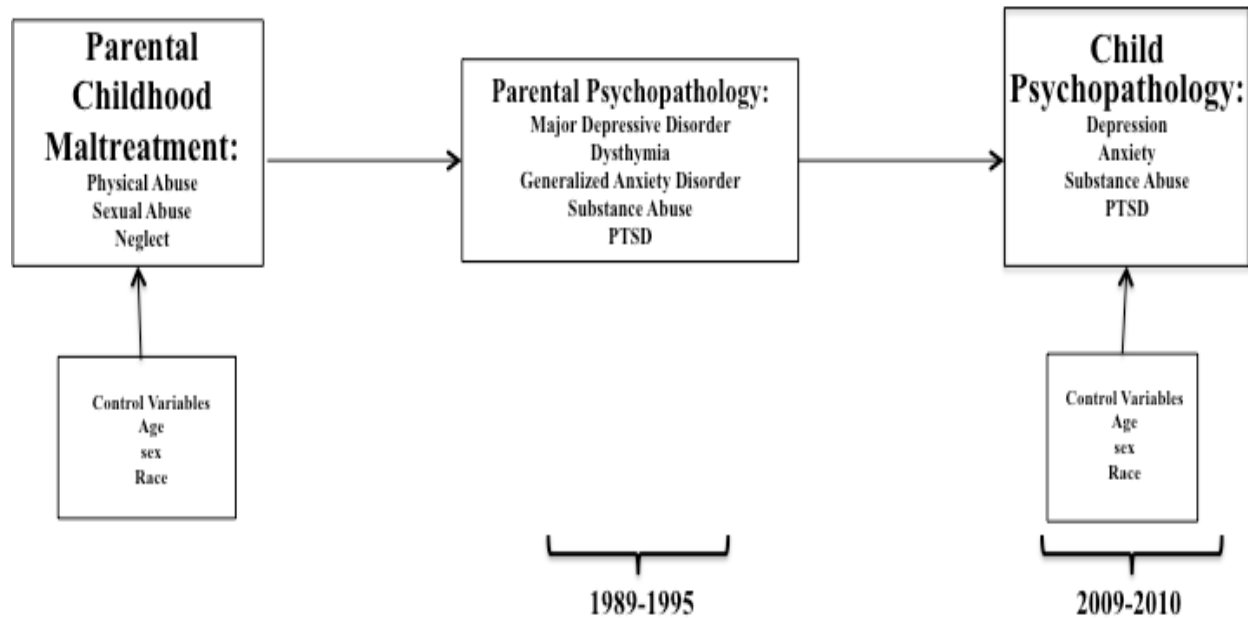 Parental
Childhood
Maltreatment:
Physical Abuse
Sexual Abuse
Neglect
Parental Psychopathology:
Major Depressive Disorder
Dysthymia
Generalized Anxiety Disorder
Substance Abuse
PTSD
Child
Psychopathology:
Depression
Anxiety
Substance Abuse
PTSD
Control Variables
Age
sex
Race
Control Variables
Age
sex
Race
1989-1995
2009-2010